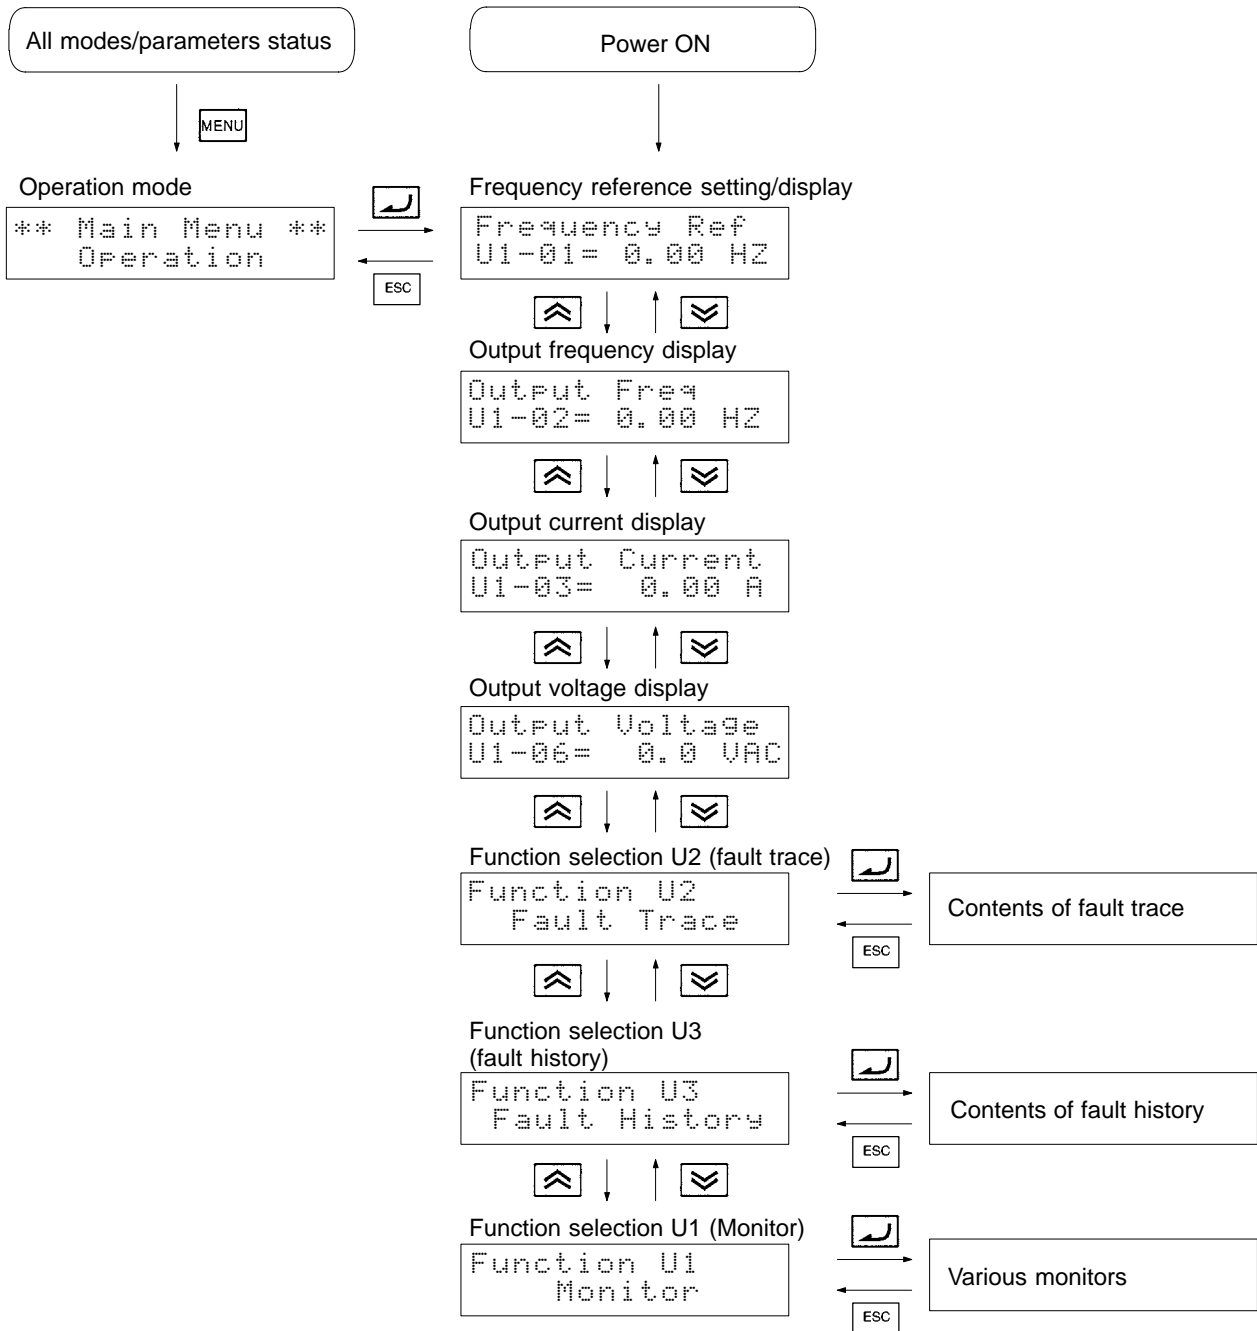 All modes/parameters status
Power ON
MENU
Operation mode
Frequency reference setting/display
** Main Menu **
Operation
Frequency Ref
U1-01= 0.00 HZ
ESC
Output frequency display
Output Freq
U1-02= 0.00 HZ
Output current display
Output Current
U1-03= 0.00 A
Output voltage display
Output Voltage
U1-06= 0.0 VAC
Function selection U2 (fault trace)
Function U2
Fault Trace
Contents of fault trace
ESC
Function selection U3
(fault history)
Function U3
Fault History
Contents of fault history
ESC
Function selection U1 (Monitor)
Function U1
Monitor
Various monitors
ESC